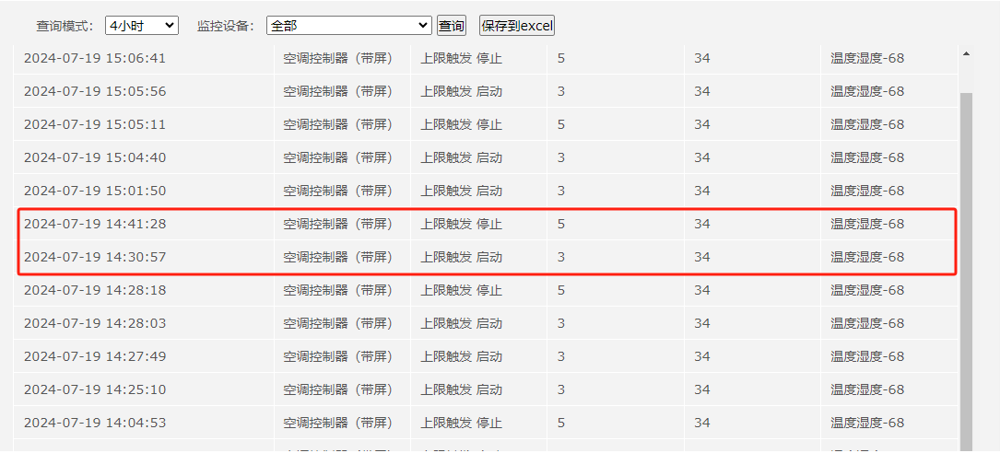 查询模式： 4小时 监控设备： 全部 查询 保存到excel
2024-07-19 15:06:41 空调控制器（带屏） 上限触发 停止 5 34 温度湿度-68
2024-07-19 15:05:56 空调控制器（带屏） 上限触发 启动 3 34 温度湿度-68
2024-07-19 15:05:11 空调控制器（带屏） 上限触发 停止 5 34 温度湿度-68
2024-07-19 15:04:40 空调控制器（带屏） 上限触发 启动 3 34 温度湿度-68
2024-07-19 15:01:50 空调控制器（带屏） 上限触发 启动 3 34 温度湿度-68
2024-07-19 14:41:28 空调控制器（带屏） 上限触发 停止 5 34 温度湿度-68
2024-07-19 14:30:57 空调控制器（带屏） 上限触发 启动 3 34 温度湿度-68
2024-07-19 14:28:18 空调控制器（带屏） 上限触发 停止 5 34 温度湿度-68
2024-07-19 14:28:03 空调控制器（带屏） 上限触发 启动 3 34 温度湿度-68
2024-07-19 14:27:49 空调控制器（带屏） 上限触发 启动 3 34 温度湿度-68
2024-07-19 14:25:10 空调控制器（带屏） 上限触发 启动 3 34 温度湿度-68
2024-07-19 14:04:53 空调控制器（带屏） 上限触发 停止 5 34 温度湿度-68